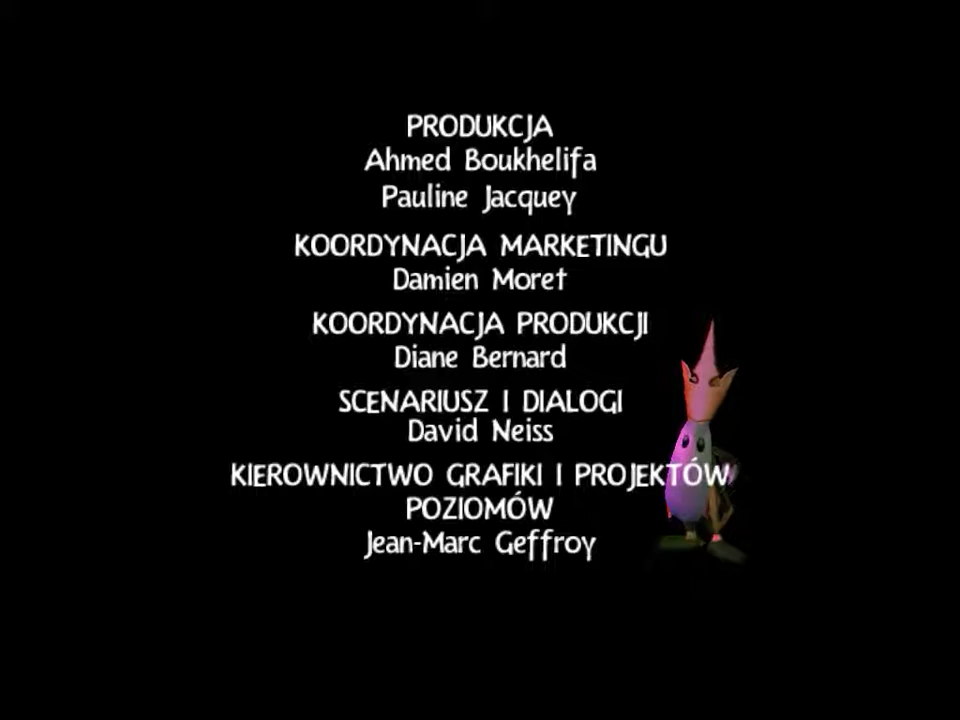 PRODUKCJA
Ahmed Boukhelifa
Pauline Jacquey
KOORDYNACJA MARKETINGU
Damien Moret
KOORDYNACJA PRODUKCJI
Diane Bernard
SCENARIUSZ I DIALOGI
David Neiss
KIEROWNICTWO GRAFIKI I PROJEKTÓW
POZIOMÓW
Jean-Marc Geffroy